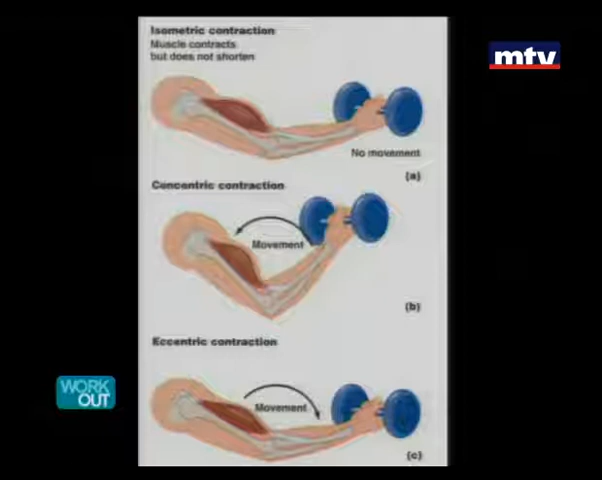 Isometric contraction
Muscle contracts
but does not shorten
mtv
No movement
(a)
Concentric contraction
Movement
(b)
Eccentric contraction
WORK
OUT
Movement
(c)